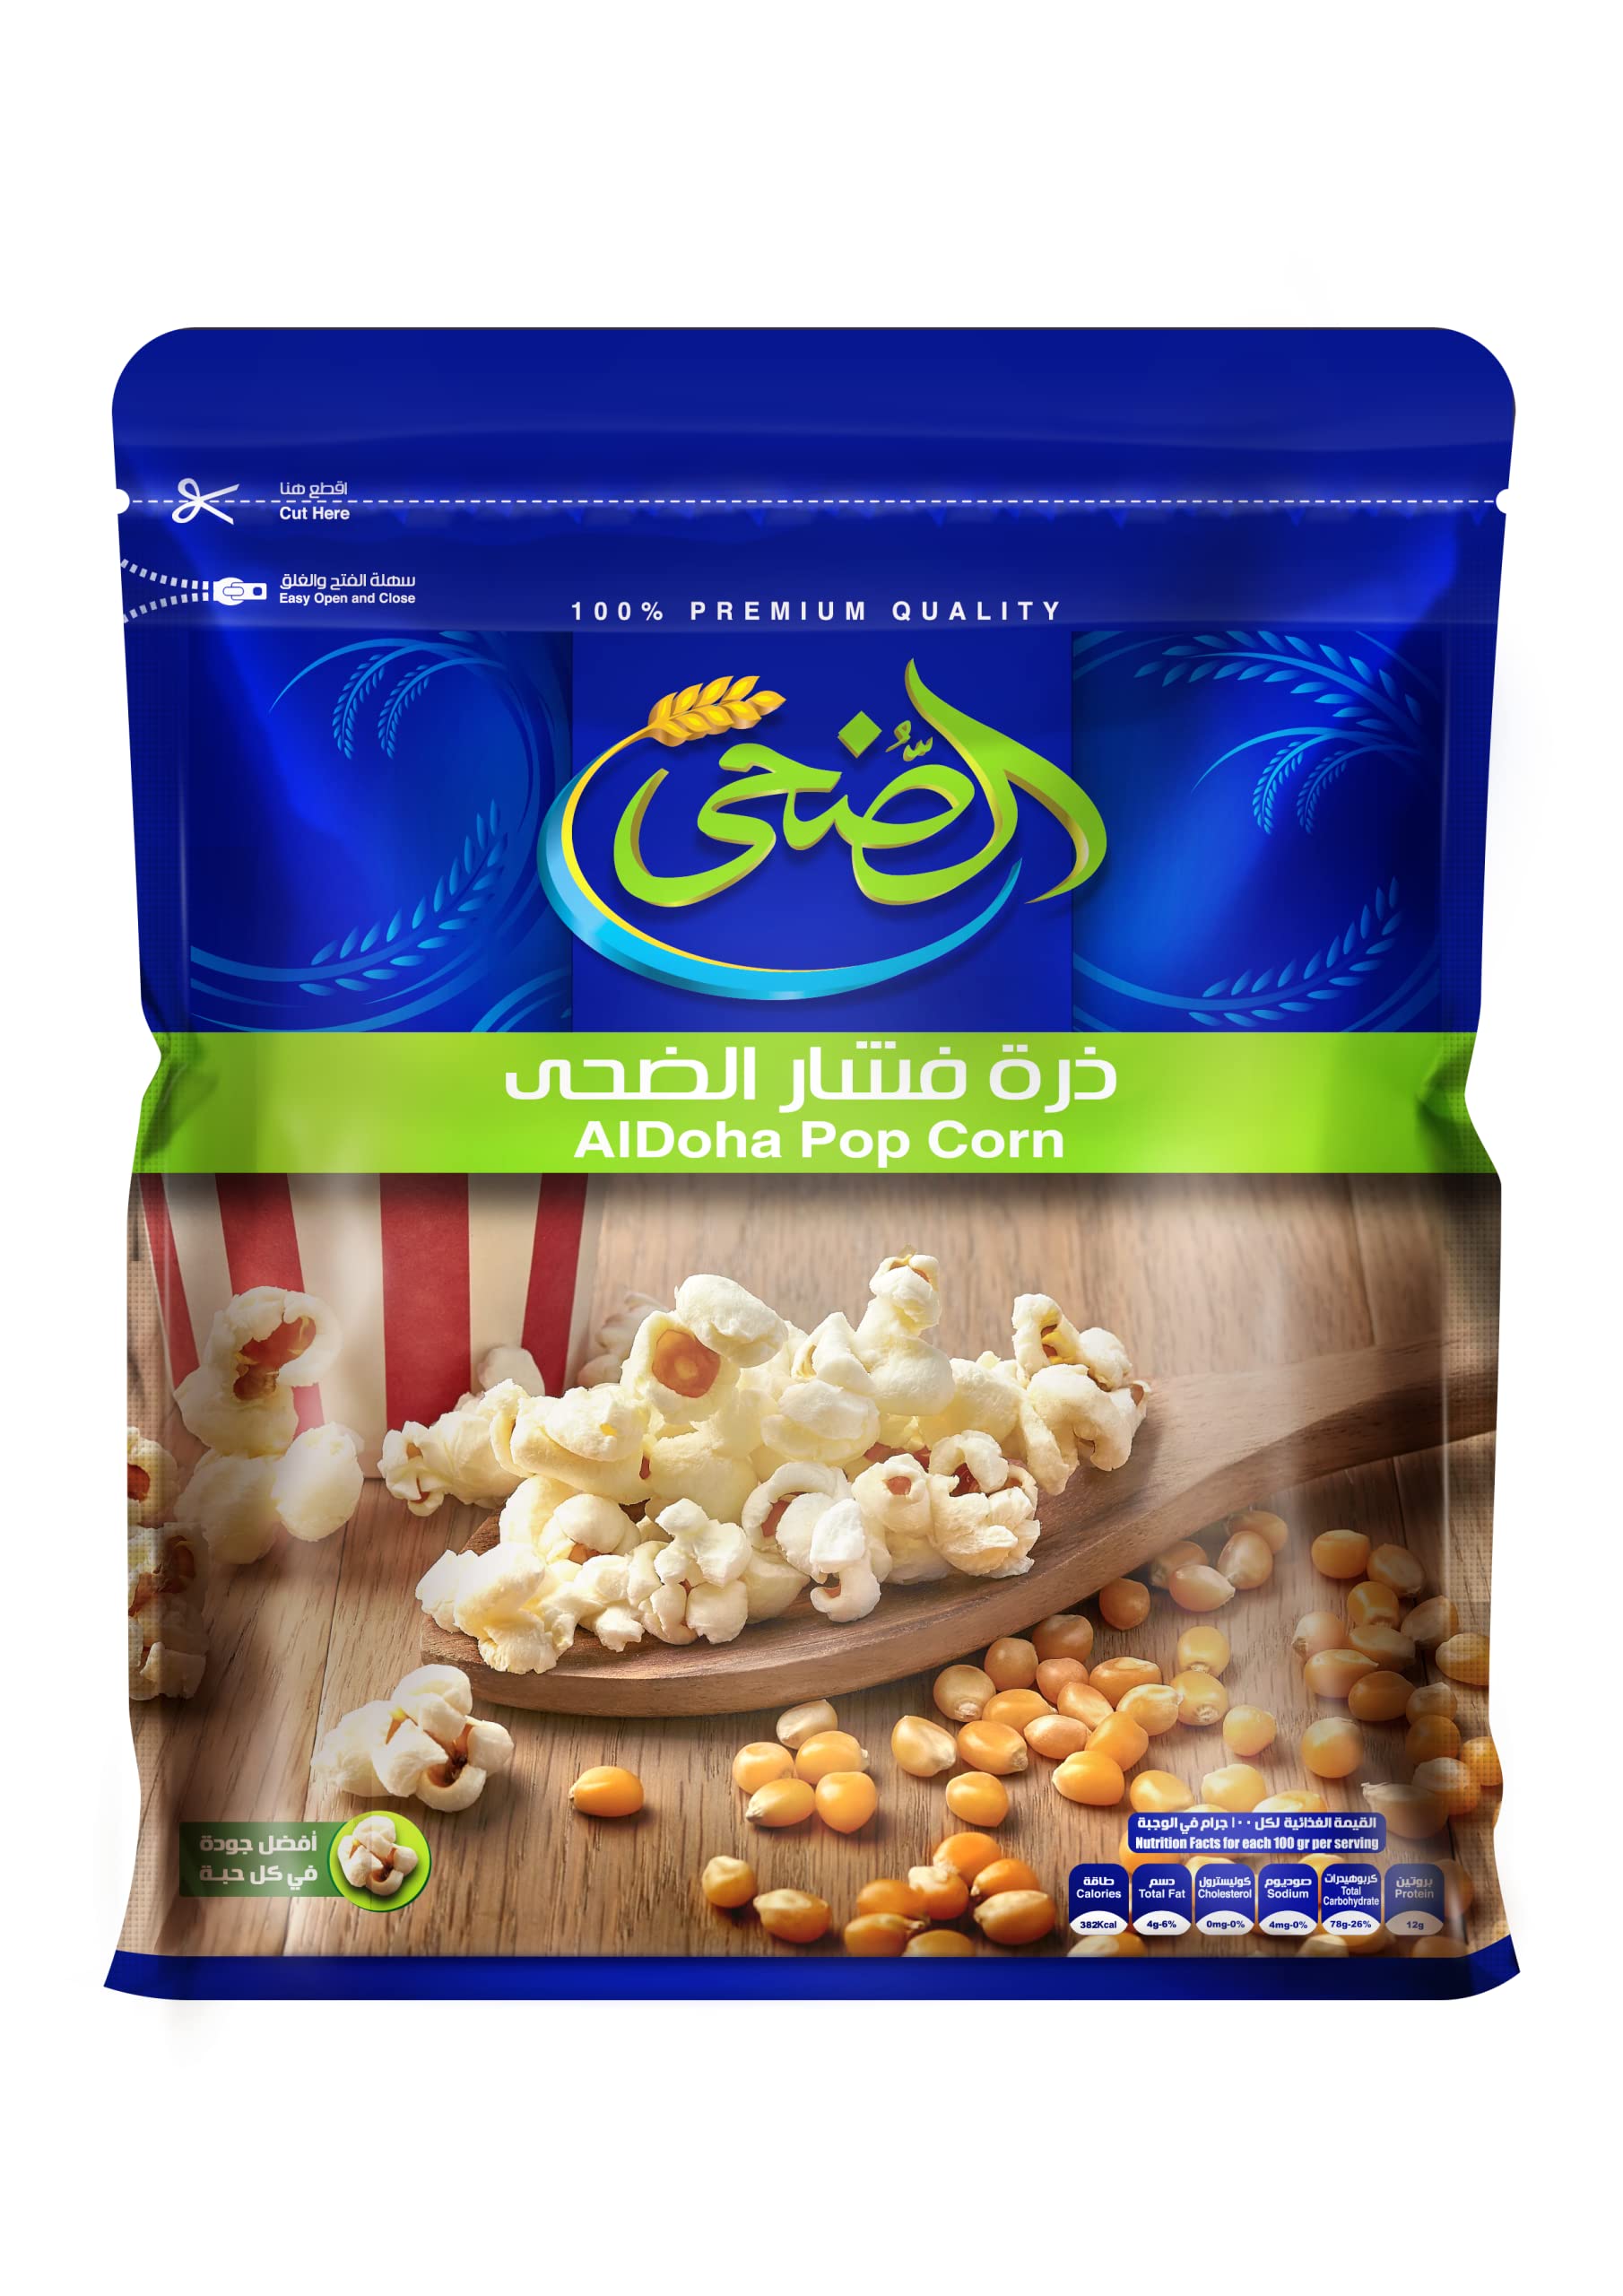 اقطع هنا
Cut Here
سهلة الفتح والغلق
Easy Open and Close
100% PREMIUM QUALITY
الضُّحى
ذرة فشار الضحى
AlDoha Pop Corn
أفضل جودة
في كل حبة
القيمة الغذائية لكل ١٠٠ جرام في الوجبة
Nutrition Facts for each 100 gr per serving
طاقة
Calories
382Kcal
دسم
Total Fat
4g-6%
كوليسترول
Cholesterol
0mg-0%
صوديوم
Sodium
4mg-0%
كربوهيدرات
Total
Carbohydrate
78g-26%
بروتين
Protein
12g